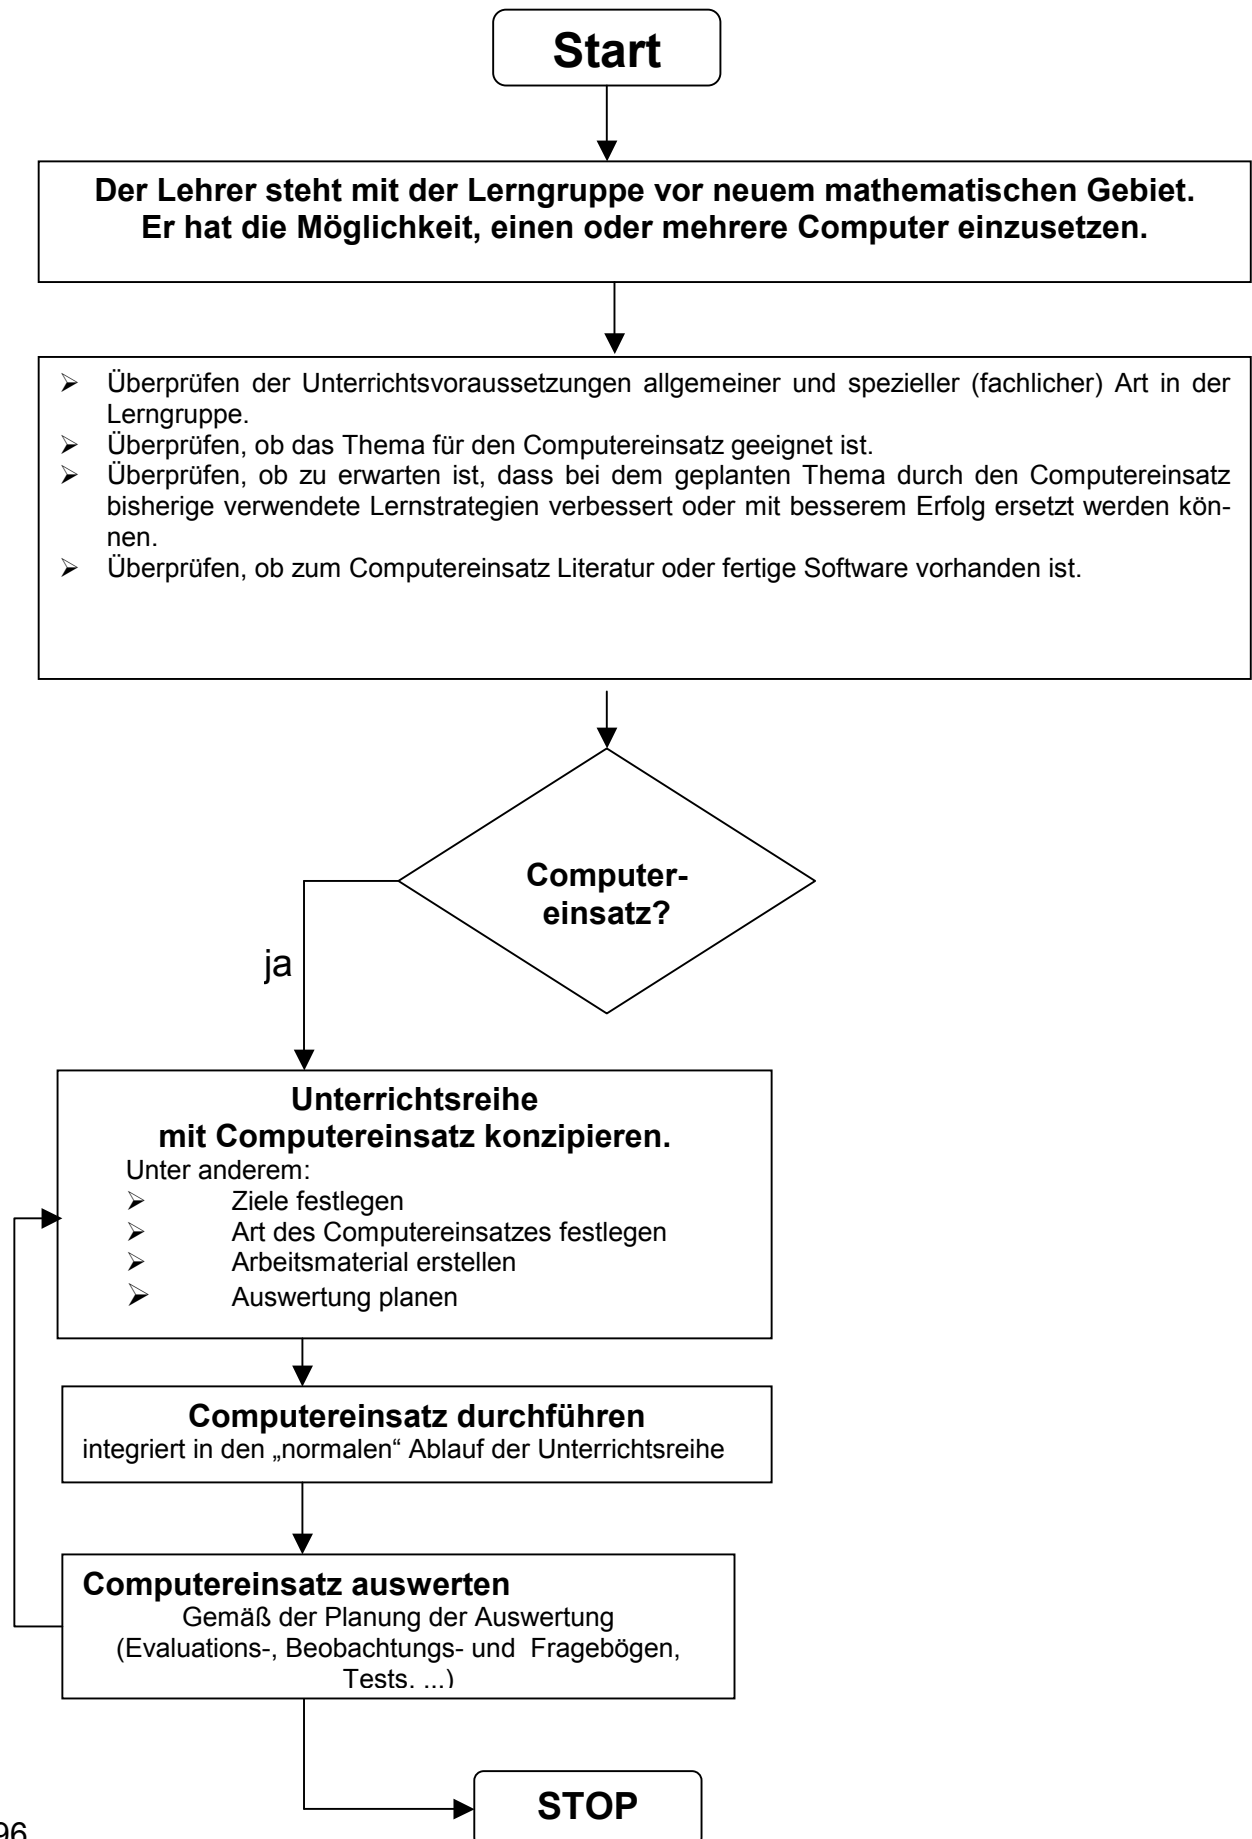 Start
Der Lehrer steht mit der Lerngruppe vor neuem mathematischen Gebiet.
Er hat die Möglichkeit, einen oder mehrere Computer einzusetzen.
➢ Überprüfen der Unterrichtsvoraussetzungen allgemeiner und spezieller (fachlicher) Art in der
Lerngruppe.
➢ Überprüfen, ob das Thema für den Computereinsatz geeignet ist.
➢ Überprüfen, ob zu erwarten ist, dass bei dem geplanten Thema durch den Computereinsatz
bisherige verwendete Lernstrategien verbessert oder mit besserem Erfolg ersetzt werden kön-
nen.
➢ Überprüfen, ob zum Computereinsatz Literatur oder fertige Software vorhanden ist.
Computer-
einsatz?
ja
Unterrichtsreihe
mit Computereinsatz konzipieren.
Unter anderem:
➢ Ziele festlegen
➢ Art des Computereinsatzes festlegen
➢ Arbeitsmaterial erstellen
➢ Auswertung planen
Computereinsatz durchführen
integriert in den „normalen“ Ablauf der Unterrichtsreihe
Computereinsatz auswerten
Gemäß der Planung der Auswertung
(Evaluations-, Beobachtungs- und Fragebögen,
Tests. ...)
STOP
96